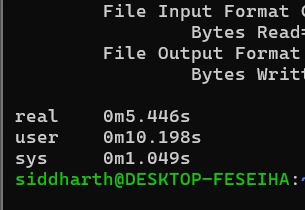 File Input Format
Bytes Read=
File Output Format
Bytes
real 0m5.446s
user 0m10.198s
sys 0m1.049s
siddharth@DESKTOP-FESEIHA: